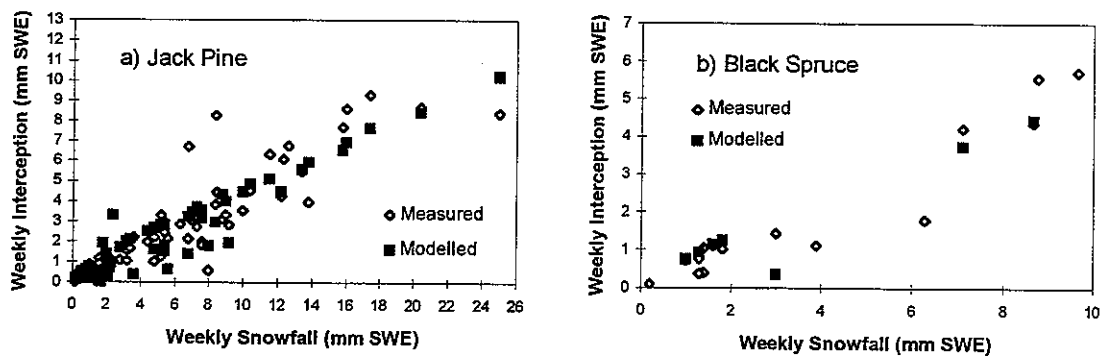 a) Jack Pine
Weekly Interception (mm SWE)
13
12
11
10
9
8
7
6
5
4
3
2
1
0
Measured
Modelled
0 2 4 6 8 10 12 14 16 18 20 22 24 26
Weekly Snowfall (mm SWE)
b) Black Spruce
Weekly Interception (mm SWE)
7
6
5
4
3
2
1
0
Measured
Modelled
0 2 4 6 8 10
Weekly Snowfall (mm SWE)